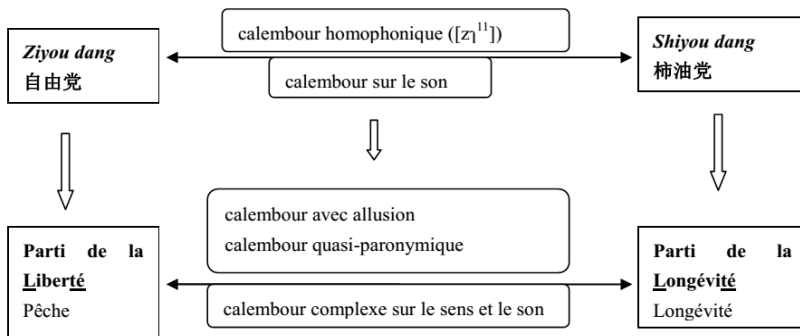 calembour homophonique ([zɿ¹¹])
Ziyou dang
自由党
Shiyou dang
柿油党
calembour sur le son
calembour avec allusion
calembour quasi-paronymique
Parti de la
Liberté
Pêche
Parti de la
Longévité
Longévité
calembour complexe sur le sens et le son